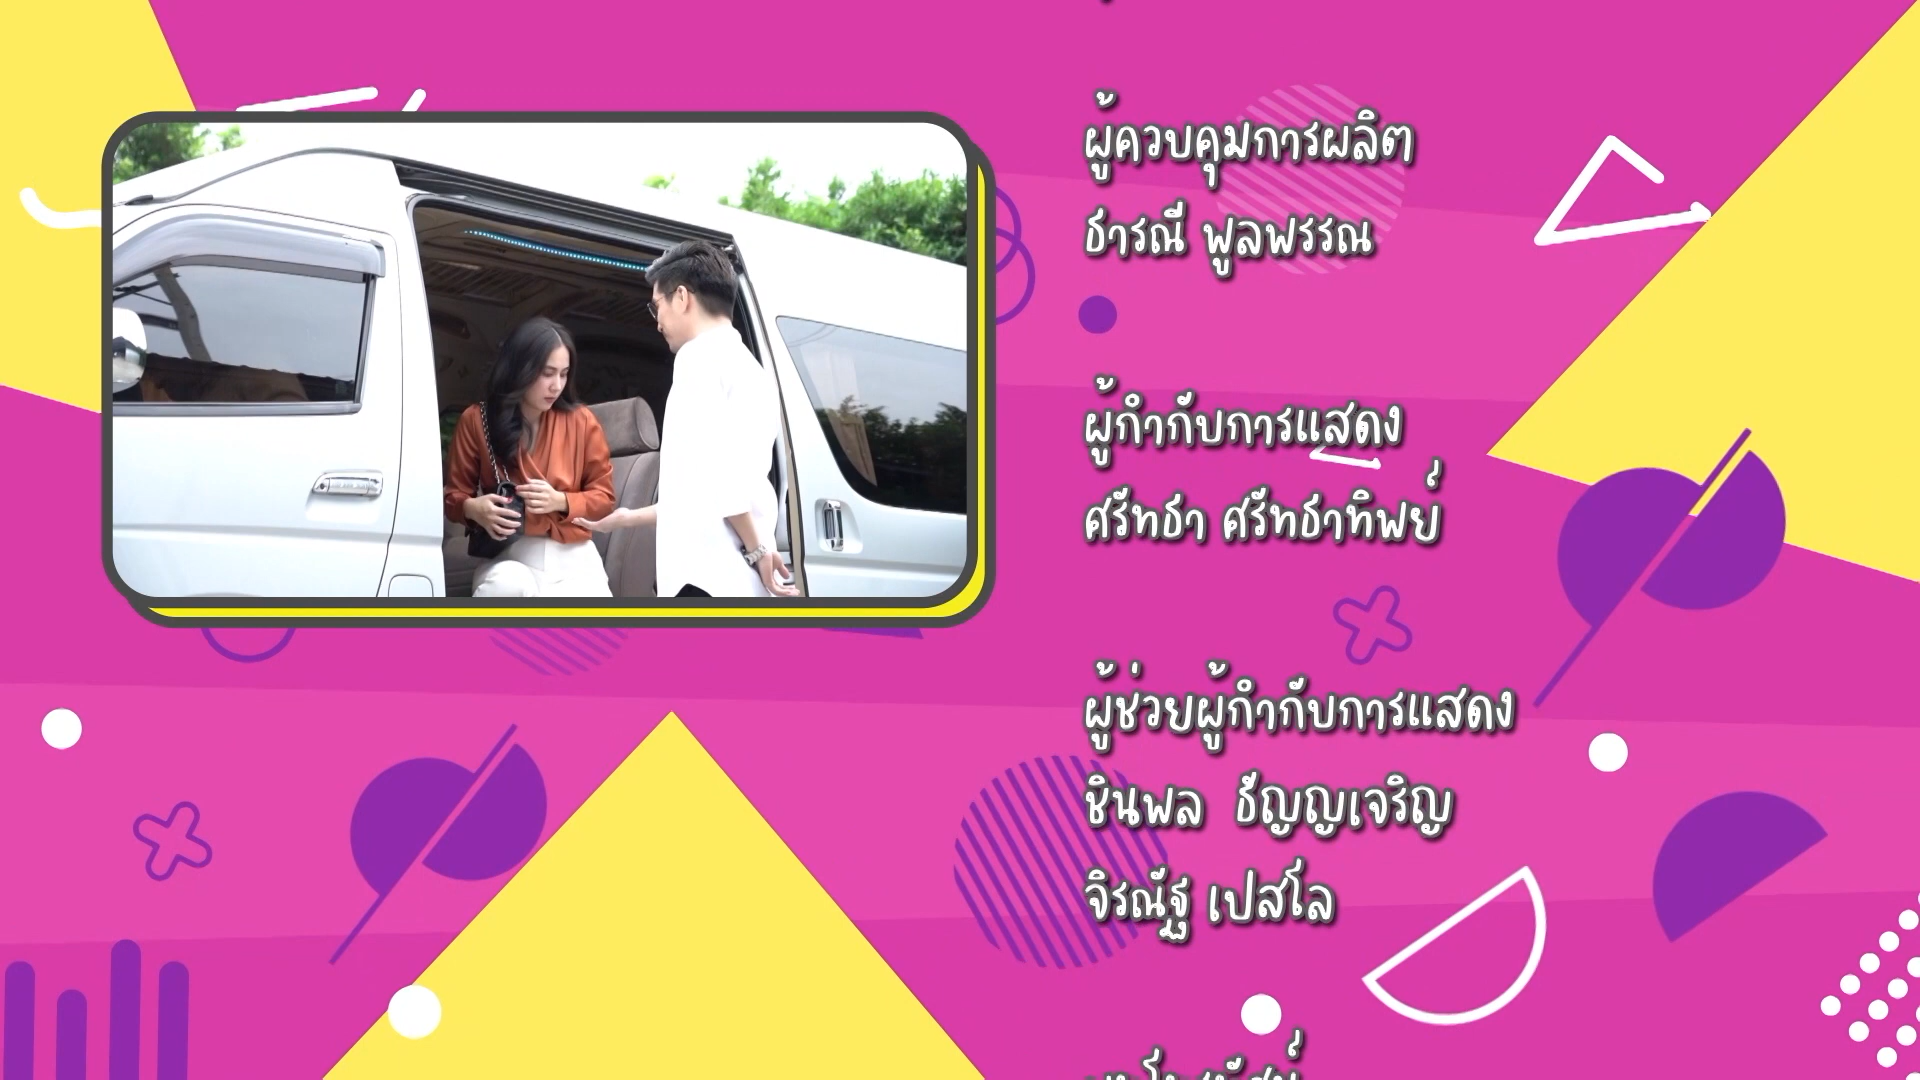 ผู้ควบคุมการผลิต
ธารณี พูลพรรณ
ผู้กำกับการแสดง
ศรัทธา ศรัทธาทิพย์
ผู้ช่วยผู้กำกับการแสดง
ชินพล ธัญญเจริญ
จิรณัฐ เปสโล